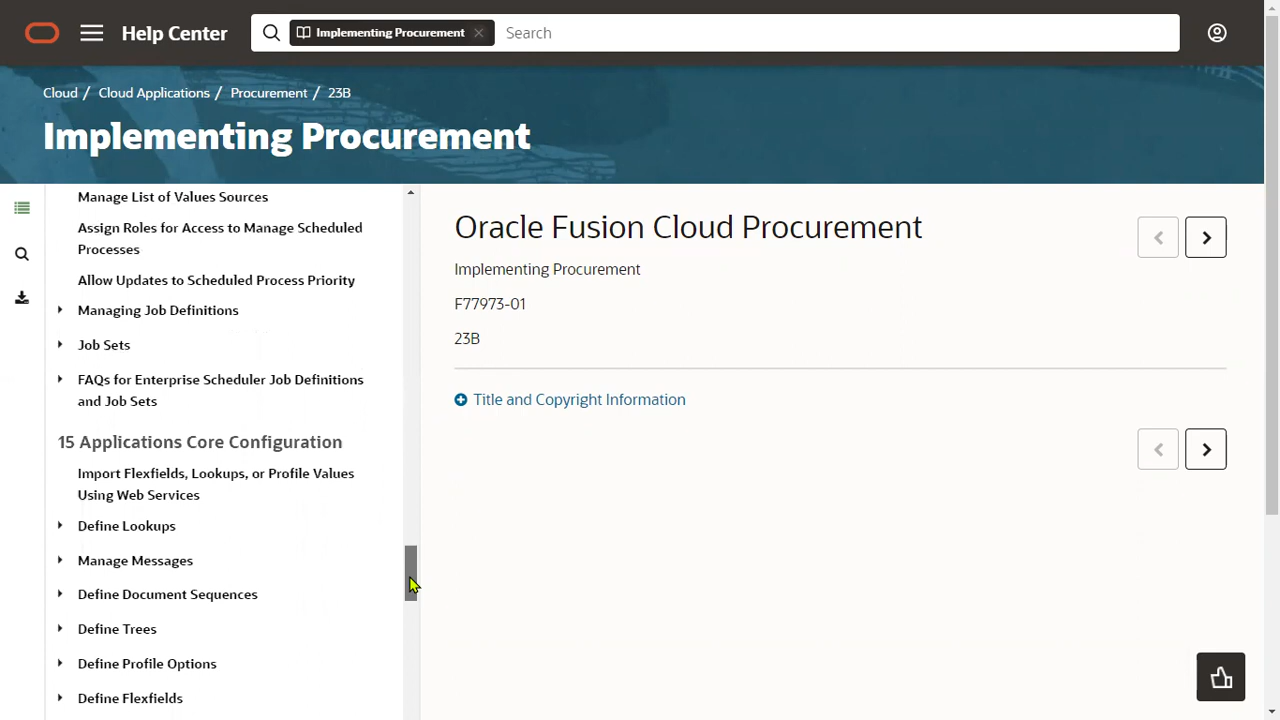 Help Center
Implementing Procurement
Search
Cloud / Cloud Applications / Procurement / 23B
Implementing Procurement
Manage List of Values Sources
Assign Roles for Access to Manage Scheduled
Processes
Allow Updates to Scheduled Process Priority
Managing Job Definitions
Job Sets
FAQs for Enterprise Scheduler Job Definitions
and Job Sets
15 Applications Core Configuration
Import Flexfields, Lookups, or Profile Values
Using Web Services
Define Lookups
Manage Messages
Define Document Sequences
Define Trees
Define Profile Options
Define Flexfields
Oracle Fusion Cloud Procurement
Implementing Procurement
F77973-01
23B
Title and Copyright Information